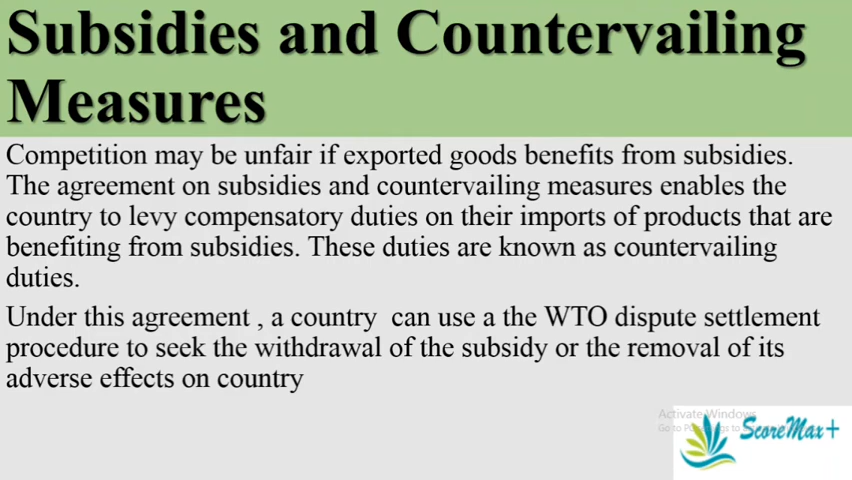 Subsidies and Countervailing
Measures
Competition may be unfair if exported goods benefits from subsidies.
The agreement on subsidies and countervailing measures enables the
country to levy compensatory duties on their imports of products that are
benefiting from subsidies. These duties are known as countervailing
duties.
Under this agreement , a country  can use a the WTO dispute settlement
procedure to seek the withdrawal of the subsidy or the removal of its
adverse effects on country
Activate Windows
Go to
ScoreMax+